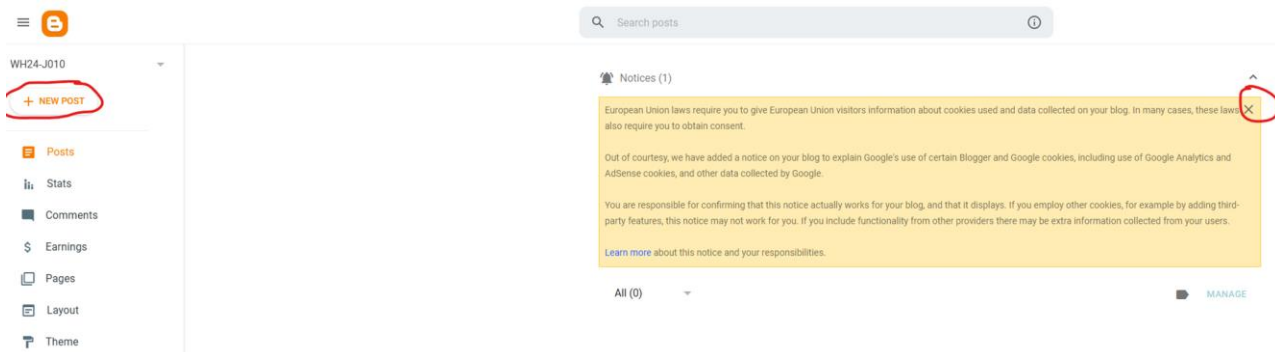 Search posts
WH24-J010
+ NEW POST
Posts
Stats
Comments
$ Earnings
Pages
Layout
Theme
Notices (1)
European Union laws require you to give European Union visitors information about cookies used and data collected on your blog. In many cases, these laws
also require you to obtain consent.
Out of courtesy, we have added a notice on your blog to explain Google's use of certain Blogger and Google cookies, including use of Google Analytics and
AdSense cookies, and other data collected by Google.
You are responsible for confirming that this notice actually works for your blog, and that it displays. If you employ other cookies, for example by adding third-
party features, this notice may not work for you. If you include functionality from other providers there may be extra information collected from your users.
Learn more about this notice and your responsibilities.
All (0)
MANAGE